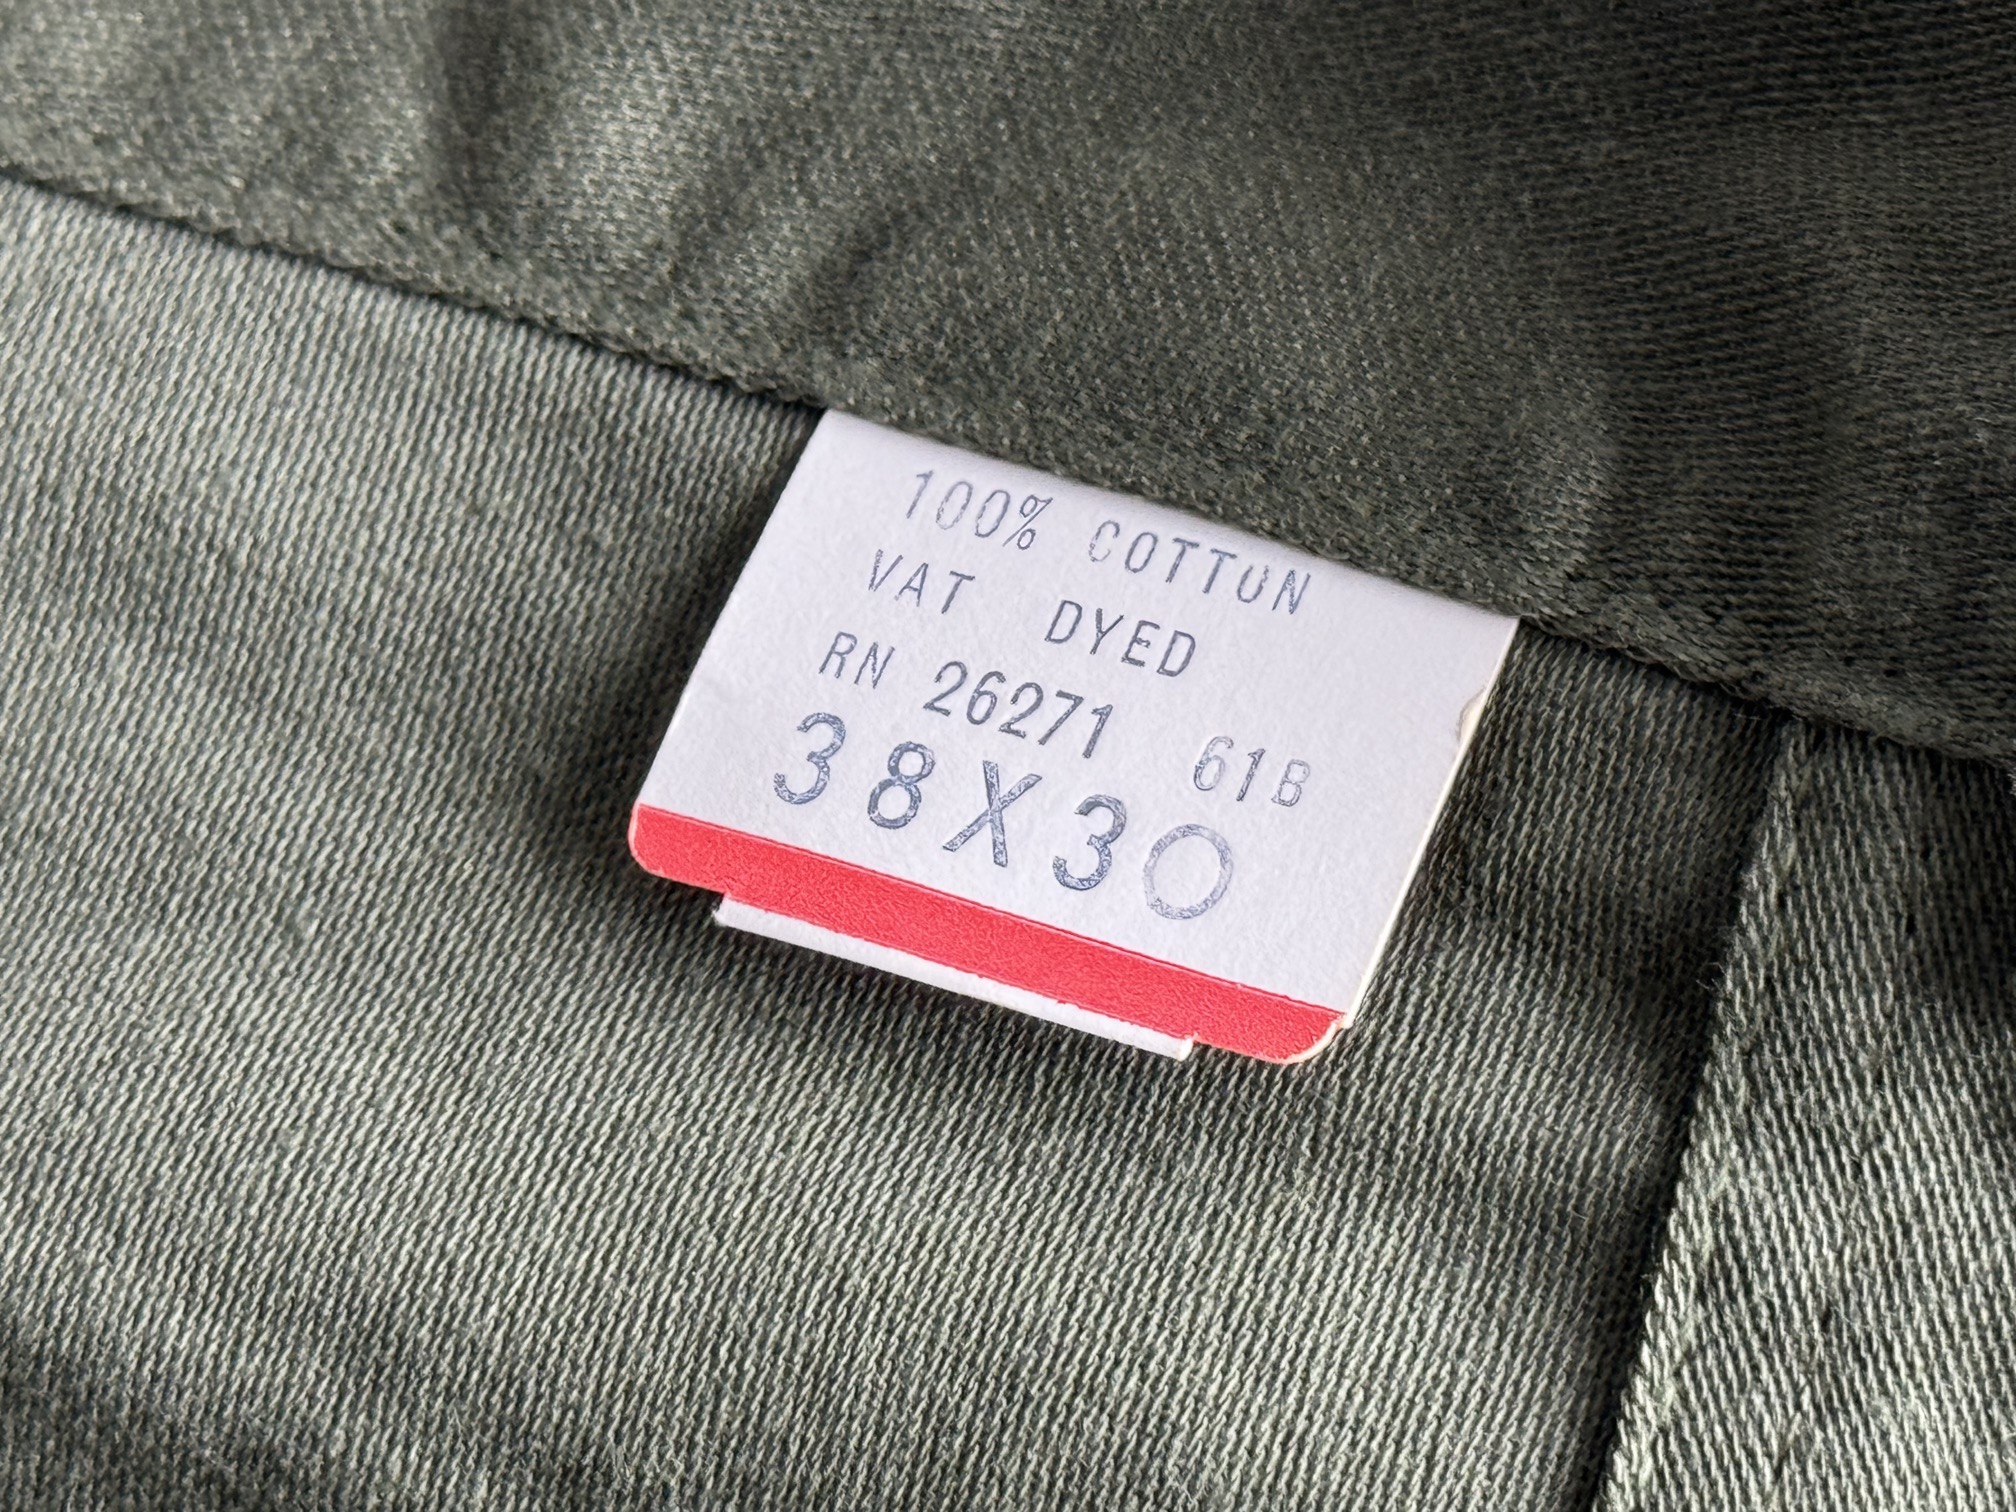 100% COTTON
VAT DYED
RN 26271 61B
38X30